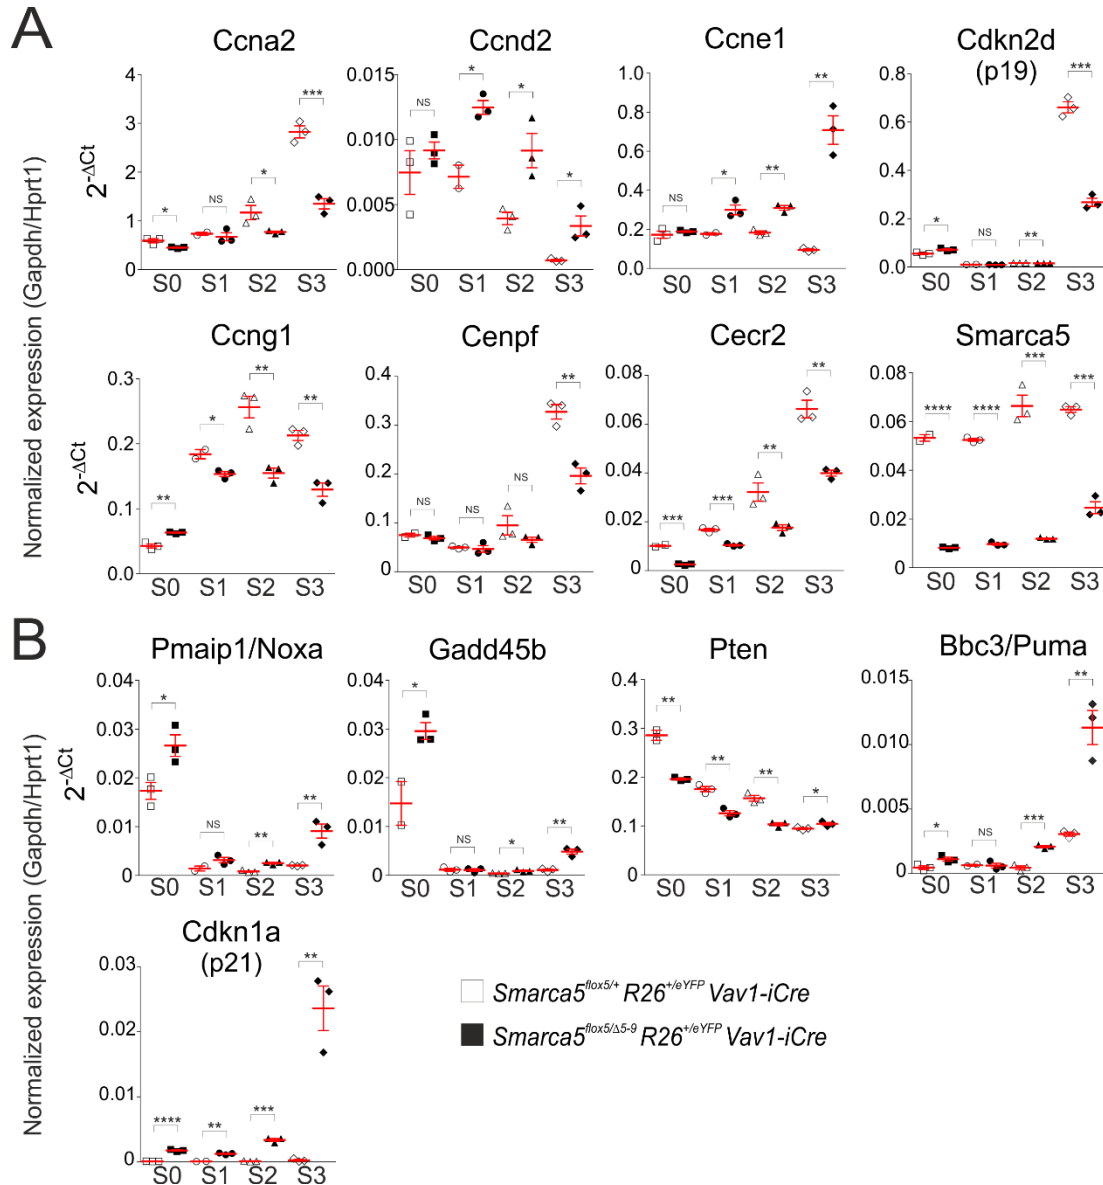 A
Normalized expression (Gapdh/Hprt1)
Ccna2
2-ΔCt
4
3
2
1
0
* NS * ***
S0 S1 S2 S3
Ccnd2
0.015
0.010
0.005
0.000
NS * * *
S0 S1 S2 S3
Ccne1
1.0
0.8
0.6
0.4
0.2
0.0
NS * ** **
S0 S1 S2 S3
Cdkn2d
(p19)
0.8
0.6
0.4
0.2
0.0
* NS ** ***
S0 S1 S2 S3
Ccng1
2-ΔCt
0.3
0.2
0.1
0.0
** * ** **
S0 S1 S2 S3
Cenpf
0.4
0.3
0.2
0.1
0.0
NS NS NS **
S0 S1 S2 S3
Cecr2
0.08
0.06
0.04
0.02
0.00
*** *** ** **
S0 S1 S2 S3
Smarca5
0.08
0.06
0.04
0.02
0.00
**** **** *** ***
S0 S1 S2 S3
B
Normalized expression (Gapdh/Hprt1)
Pmaip1/Noxa
2-ΔCt
0.04
0.03
0.02
0.01
0
* NS ** **
S0 S1 S2 S3
Gadd45b
0.04
0.03
0.02
0.01
0
* NS * **
S0 S1 S2 S3
Pten
0.4
0.3
0.2
0.1
0
** ** ** *
S0 S1 S2 S3
Bbc3/Puma
0.015
0.010
0.005
0
* NS *** **
S0 S1 S2 S3
Cdkn1a
(p21)
0.03
0.02
0.01
0
**** ** *** **
S0 S1 S2 S3
Smarca5flox5/+ R26+/eYFP Vav1-iCre
Smarca5flox5/Δ5-9 R26+/eYFP Vav1-iCre